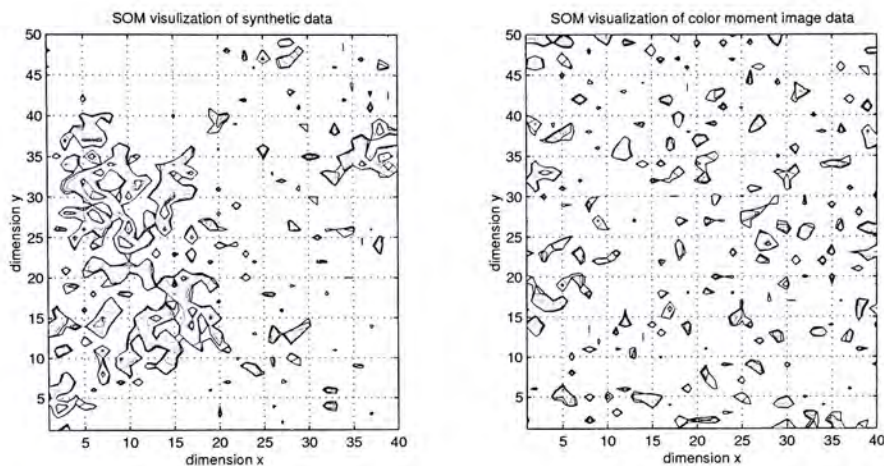 SOM visulization of synthetic data
50
45
40
35
30
25
20
15
10
5
dimension y
5 10 15 20 25 30 35 40
dimension x
SOM visualization of color moment image data
50
45
40
35
30
25
20
15
10
5
dimension y
5 10 15 20 25 30 35 40
dimension x